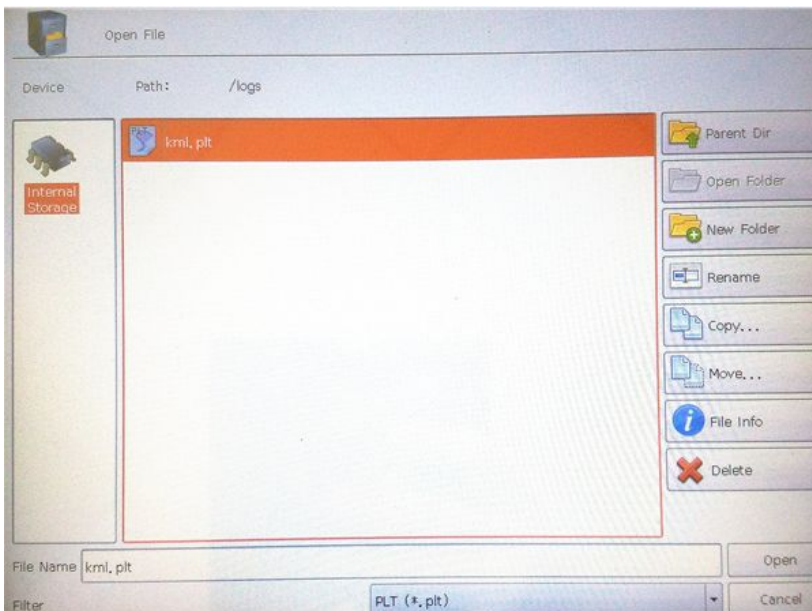 Open File
Device Path: /logs
PLT
kml.plt
Internal
Storage
Parent Dir
Open Folder
New Folder
Rename
Copy...
Move...
File Info
Delete
File Name kml.plt
Open
Filter PLT (*.plt)
Cancel